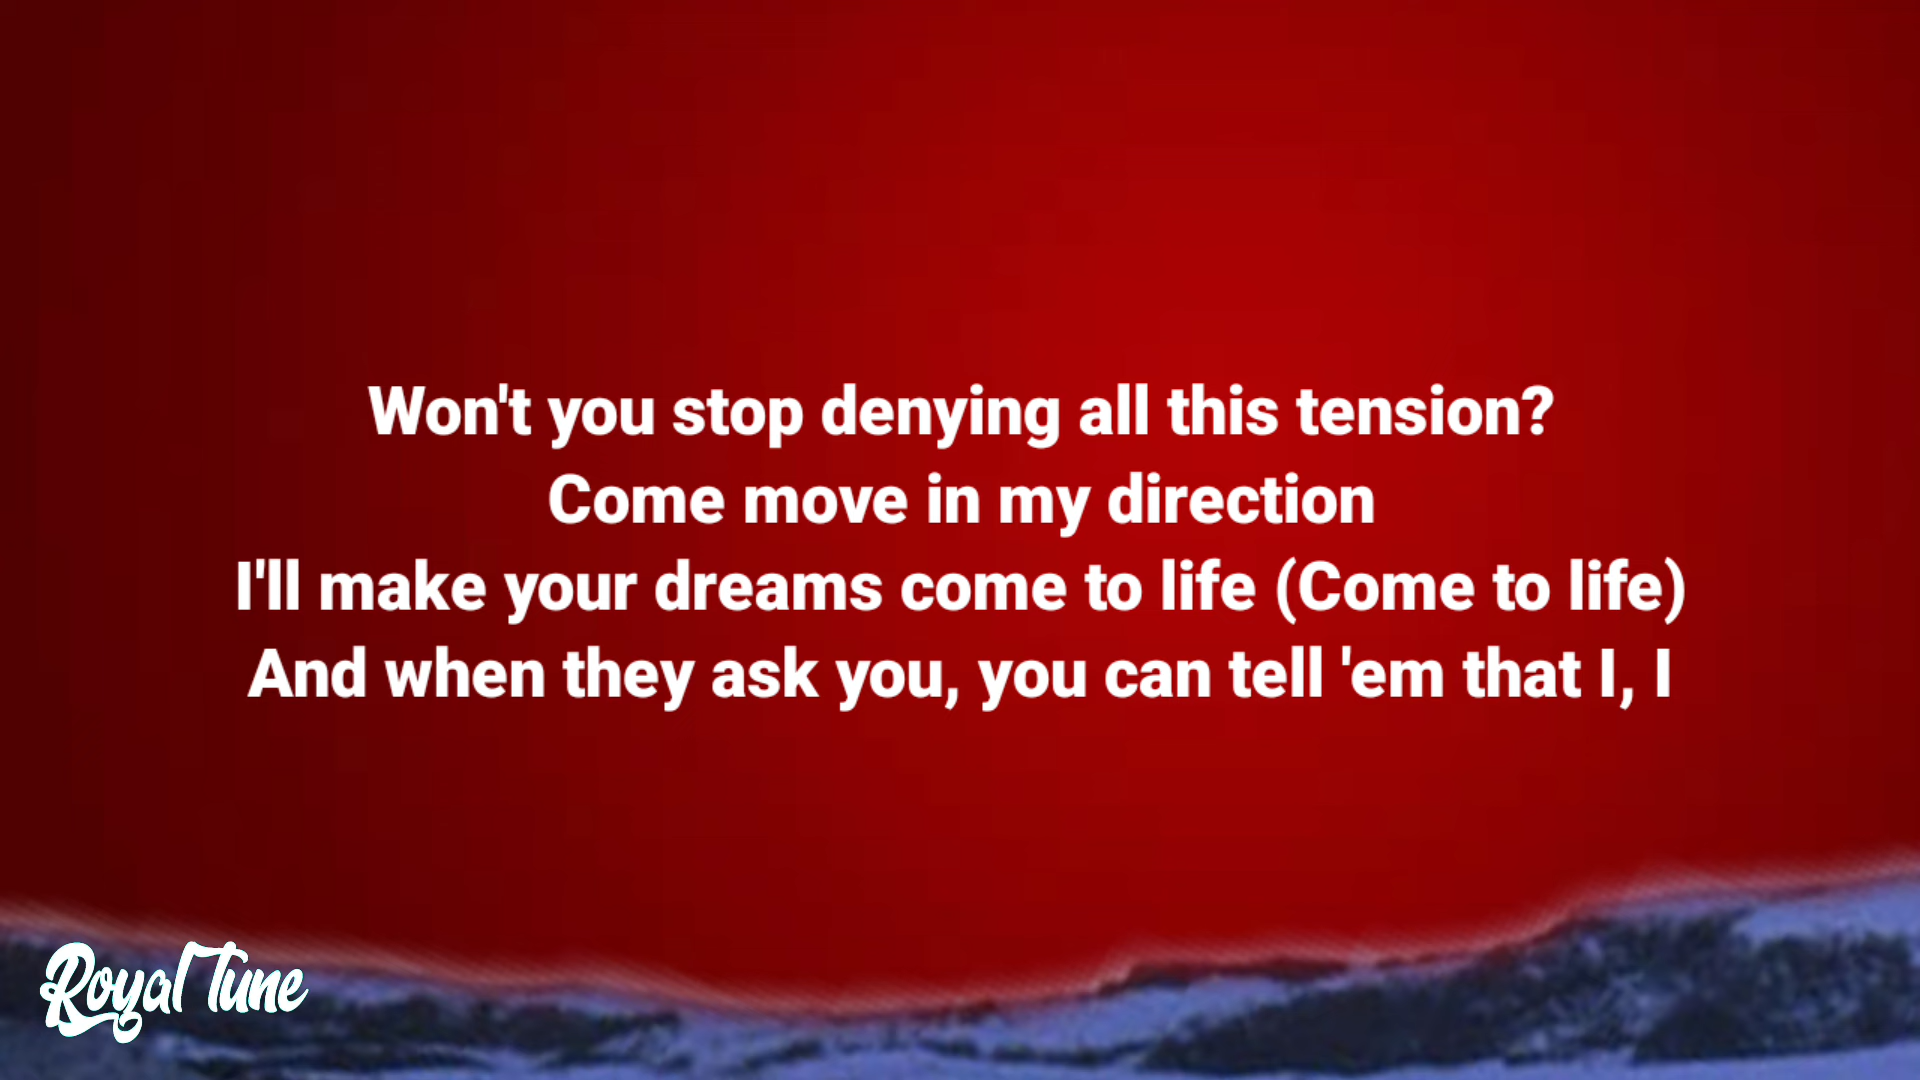 Won't you stop denying all this tension?
Come move in my direction
I'll make your dreams come to life (Come to life)
And when they ask you, you can tell 'em that I, I
Royal Tune